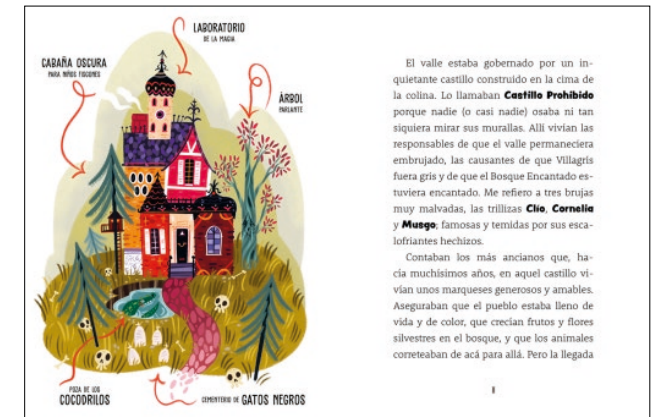 LABORATORIO
DE LA MAGIA
CABAÑA OSCURA
PARA NIÑOS FISGONES
ÁRBOL
PARLANTE
POZA DE LOS
COCODRILOS
CEMENTERIO DE GATOS NEGROS
El valle estaba gobernado por un in-
quietante castillo construido en la cima de
la colina. Lo llamaban Castillo Prohibido
porque nadie (o casi nadie) osaba ni tan
siquiera mirar sus murallas. Allí vivían las
responsables de que el valle permaneciera
embrujado, las causantes de que Villagrís
fuera gris y de que el Bosque Encantado es-
tuviera encantado. Me refiero a tres brujas
muy malvadas, las trillizas Clío, Cornelia
y Musgo; famosas y temidas por sus esca-
lofriantes hechizos.
Contaban los más ancianos que, ha-
cía muchísimos años, en aquel castillo vi-
vían unos marqueses generosos y amables.
Aseguraban que el pueblo estaba lleno de
vida y de color, que crecían frutos y flores
silvestres en el bosque, y que los animales
correteaban de acá para allá. Pero la llegada